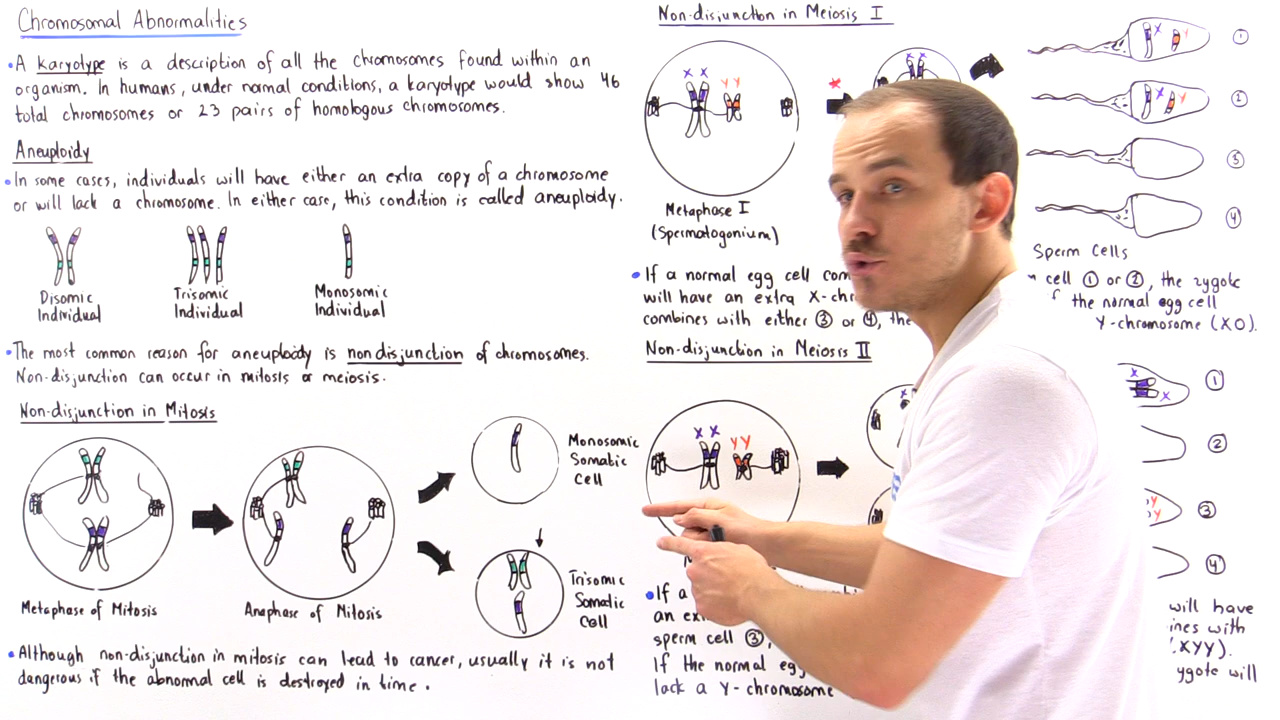 Chromosomal Abnormalities
• A karyotype is a description of all the chromosomes found within an
organism. In humans, under normal conditions, a karyotype would show 46
total chromosomes or 23 pairs of homologous chromosomes.
Aneuploidy
• In some cases, individuals will have either an extra copy of a chromosome
or will lack a chromosome. In either case, this condition is called aneuploidy.
Disomic
Individual
Trisomic
Individual
Monosomic
Individual
• The most common reason for aneuploidy is nondisjunction of chromosomes.
Non-disjunction can occur in mitosis or meiosis.
Non-disjunction in Mitosis
Metaphase of Mitosis
Anaphase of Mitosis
Monosomic
Somatic
Cell
Trisomic
Somatic
Cell
• Although non-disjunction in mitosis can lead to cancer, usually it is not
dangerous if the abnormal cell is destroyed in time.
Non-disjunction in Meiosis I
X X
Y Y
X X
Metaphase I
(Spermatogonium)
X Y 1
X Y 2
3
4
Sperm Cells
• If a normal egg cell cell 1 or 2, the zygote
will have an extra X- the normal egg cell
combines with either 3 or 4, the Y-chromosome (XO).
Non-disjunction in Meiosis II
X X
Y Y
X
X
X
1
2
Y
Y
3
4
• If a will have
an with
sperm cell 3, XYY).
If the normal zygote will
lack a Y-chromosome